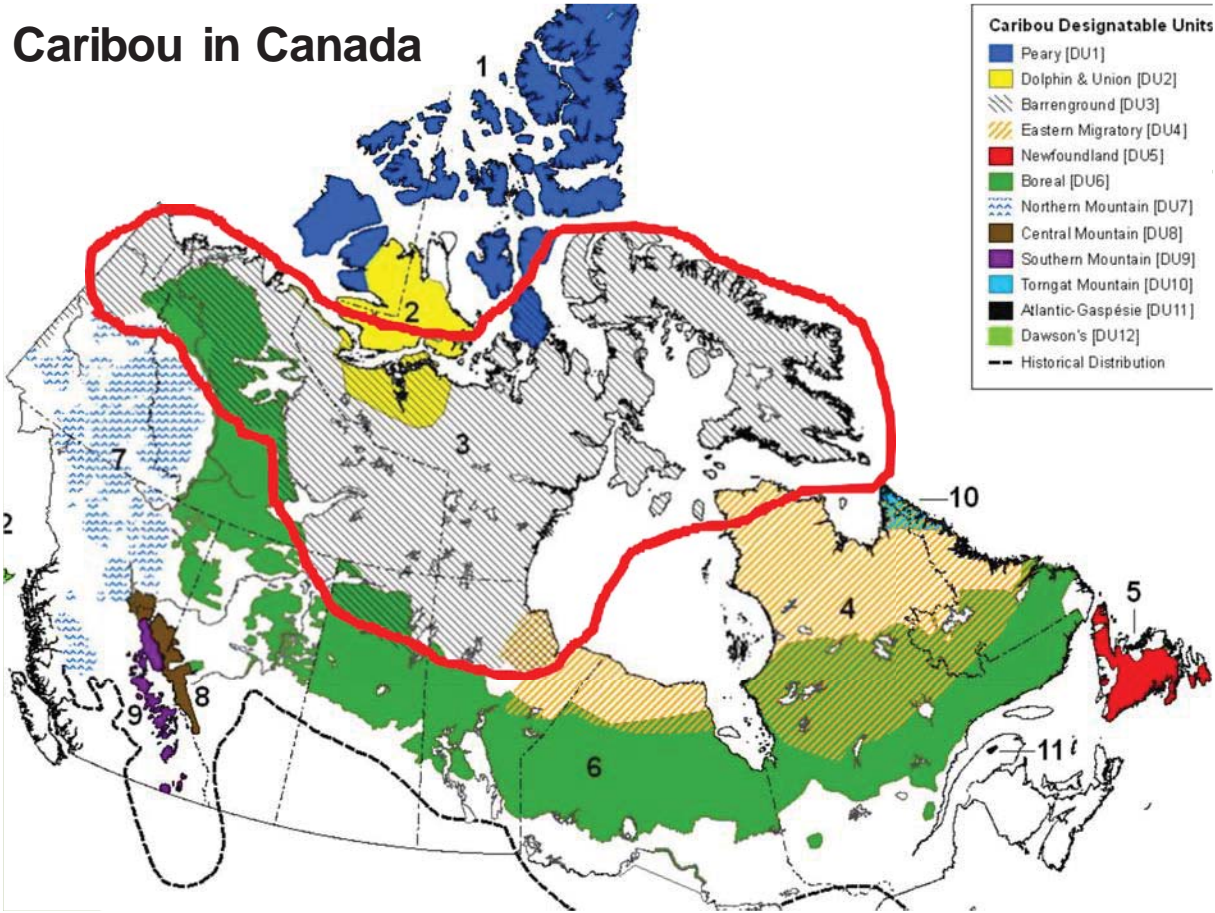 Caribou in Canada
Caribou Designatable Units
Peary [DU1]
Dolphin & Union [DU2]
Barrenground [DU3]
Eastern Migratory [DU4]
Newfoundland [DU5]
Boreal [DU6]
Northern Mountain [DU7]
Central Mountain [DU8]
Southern Mountain [DU9]
Torngat Mountain [DU10]
Atlantic-Gaspésie [DU11]
Dawson's [DU12]
Historical Distribution
1
2
3
7
10
2
4
5
8
9
11
6